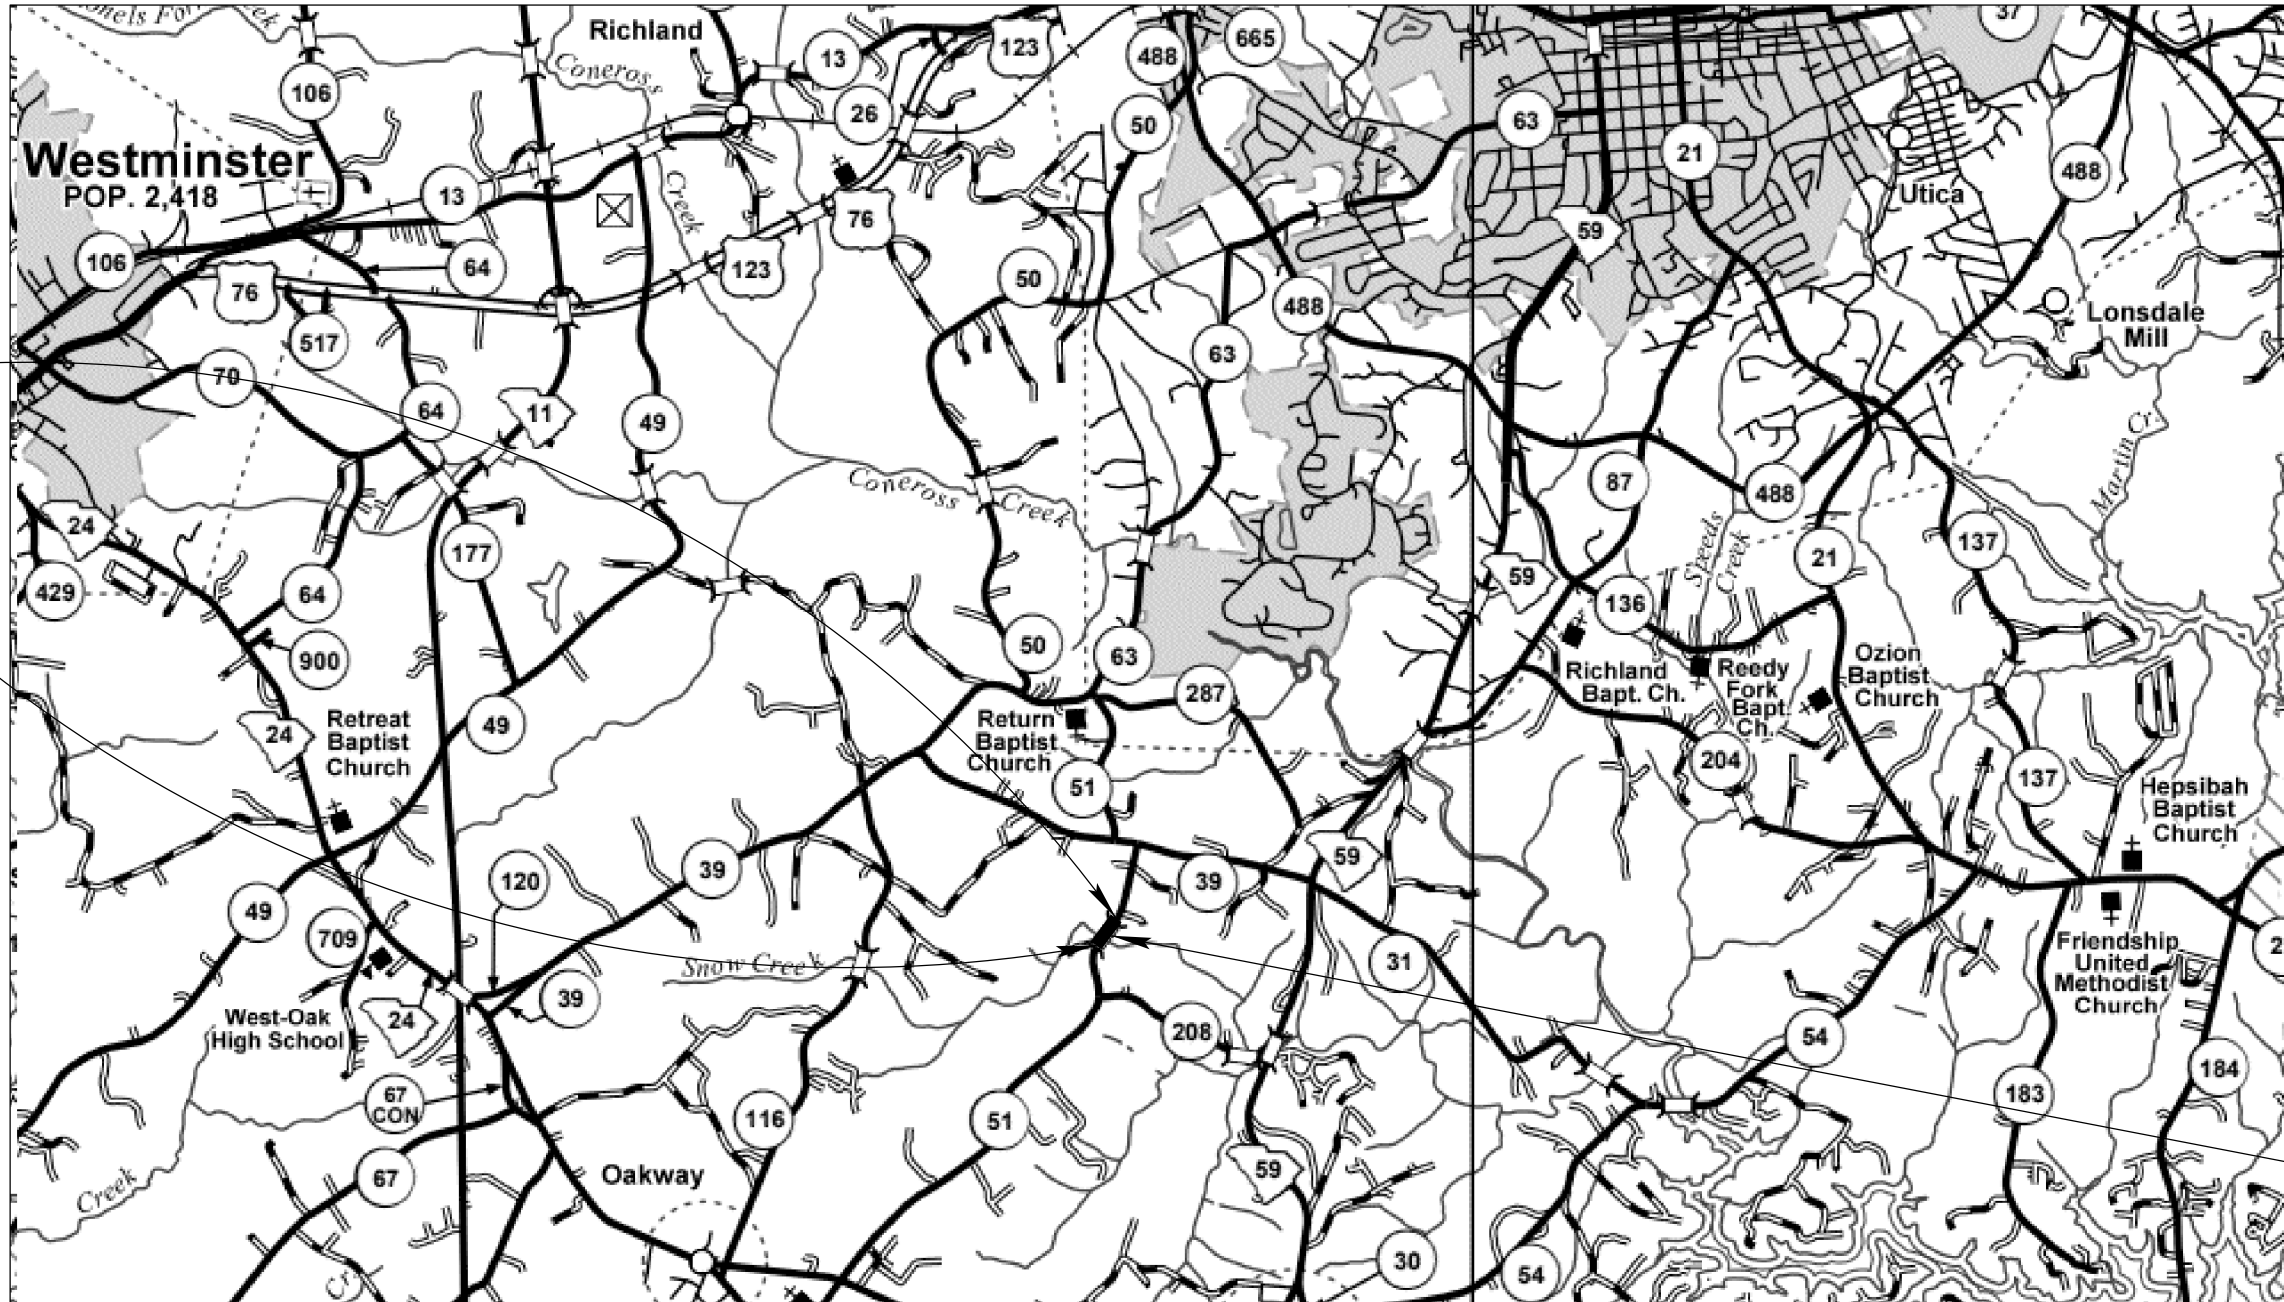 Richland
37
665
488
123
13
106
26
Coneross
50
63
21
Westminster
POP. 2,418
13
Creek
76
Utica
488
59
106
64
123
50
76
488
Lonsdale
Mill
517
63
70
64
11
49
Martin Cr.
Coneross
Creek
87
488
24
177
Speeds
Creek
21
137
429
64
59
136
900
50
63
Ozion
Baptist
Church
Richland
Bapt. Ch.
Reedy
Fork
Bapt.
Ch.
287
24
Retreat
Baptist
Church
49
Return
Baptist
Church
51
204
137
Hepsibah
Baptist
Church
39
120
59
39
49
709
31
Friendship
United
Methodist
Church
Snow Creek
39
24
West-Oak
High School
208
54
67
CON
116
51
183
184
67
Oakway
59
Creek
30
54
Cr.